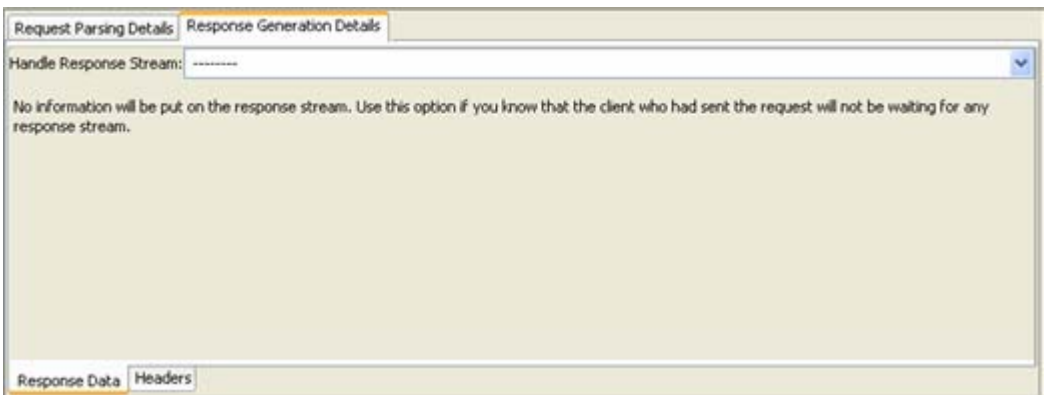 Request Parsing Details Response Generation Details
Handle Response Stream: --------
No information will be put on the response stream. Use this option if you know that the client who had sent the request will not be waiting for any
response stream.
Response Data Headers